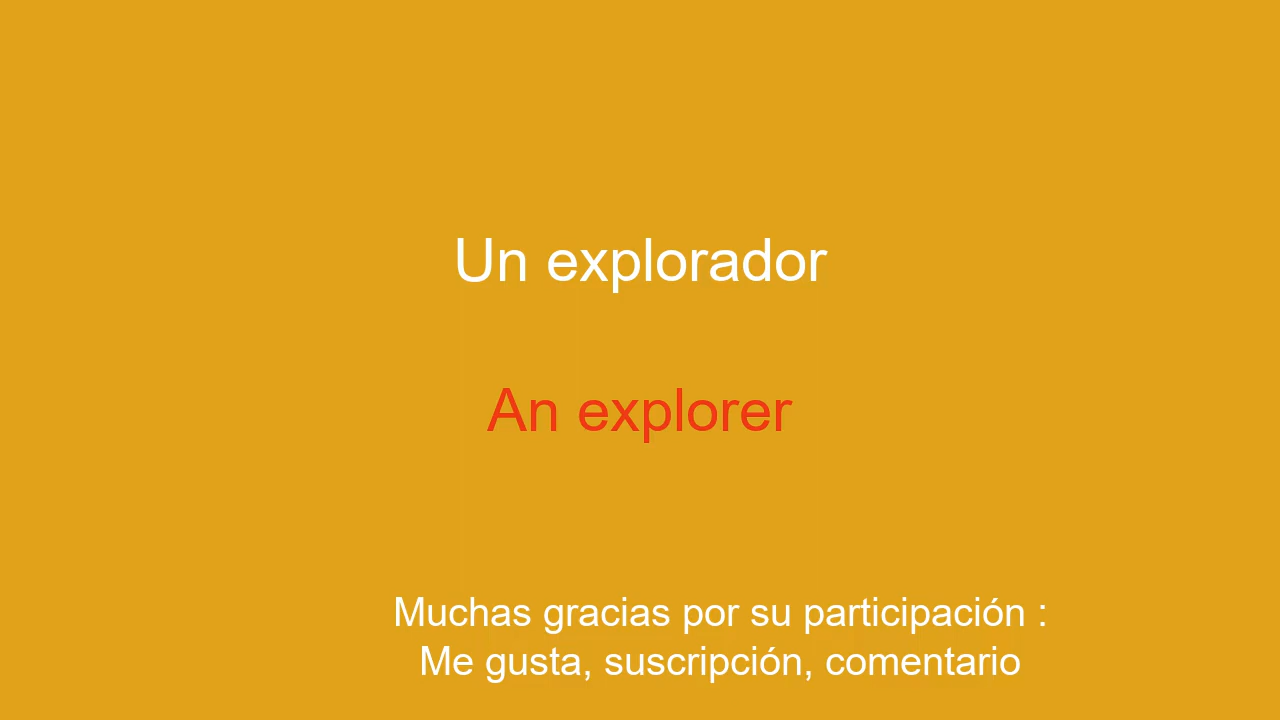 Un explorador
An explorer
Muchas gracias por su participación :
Me gusta, suscripción, comentario